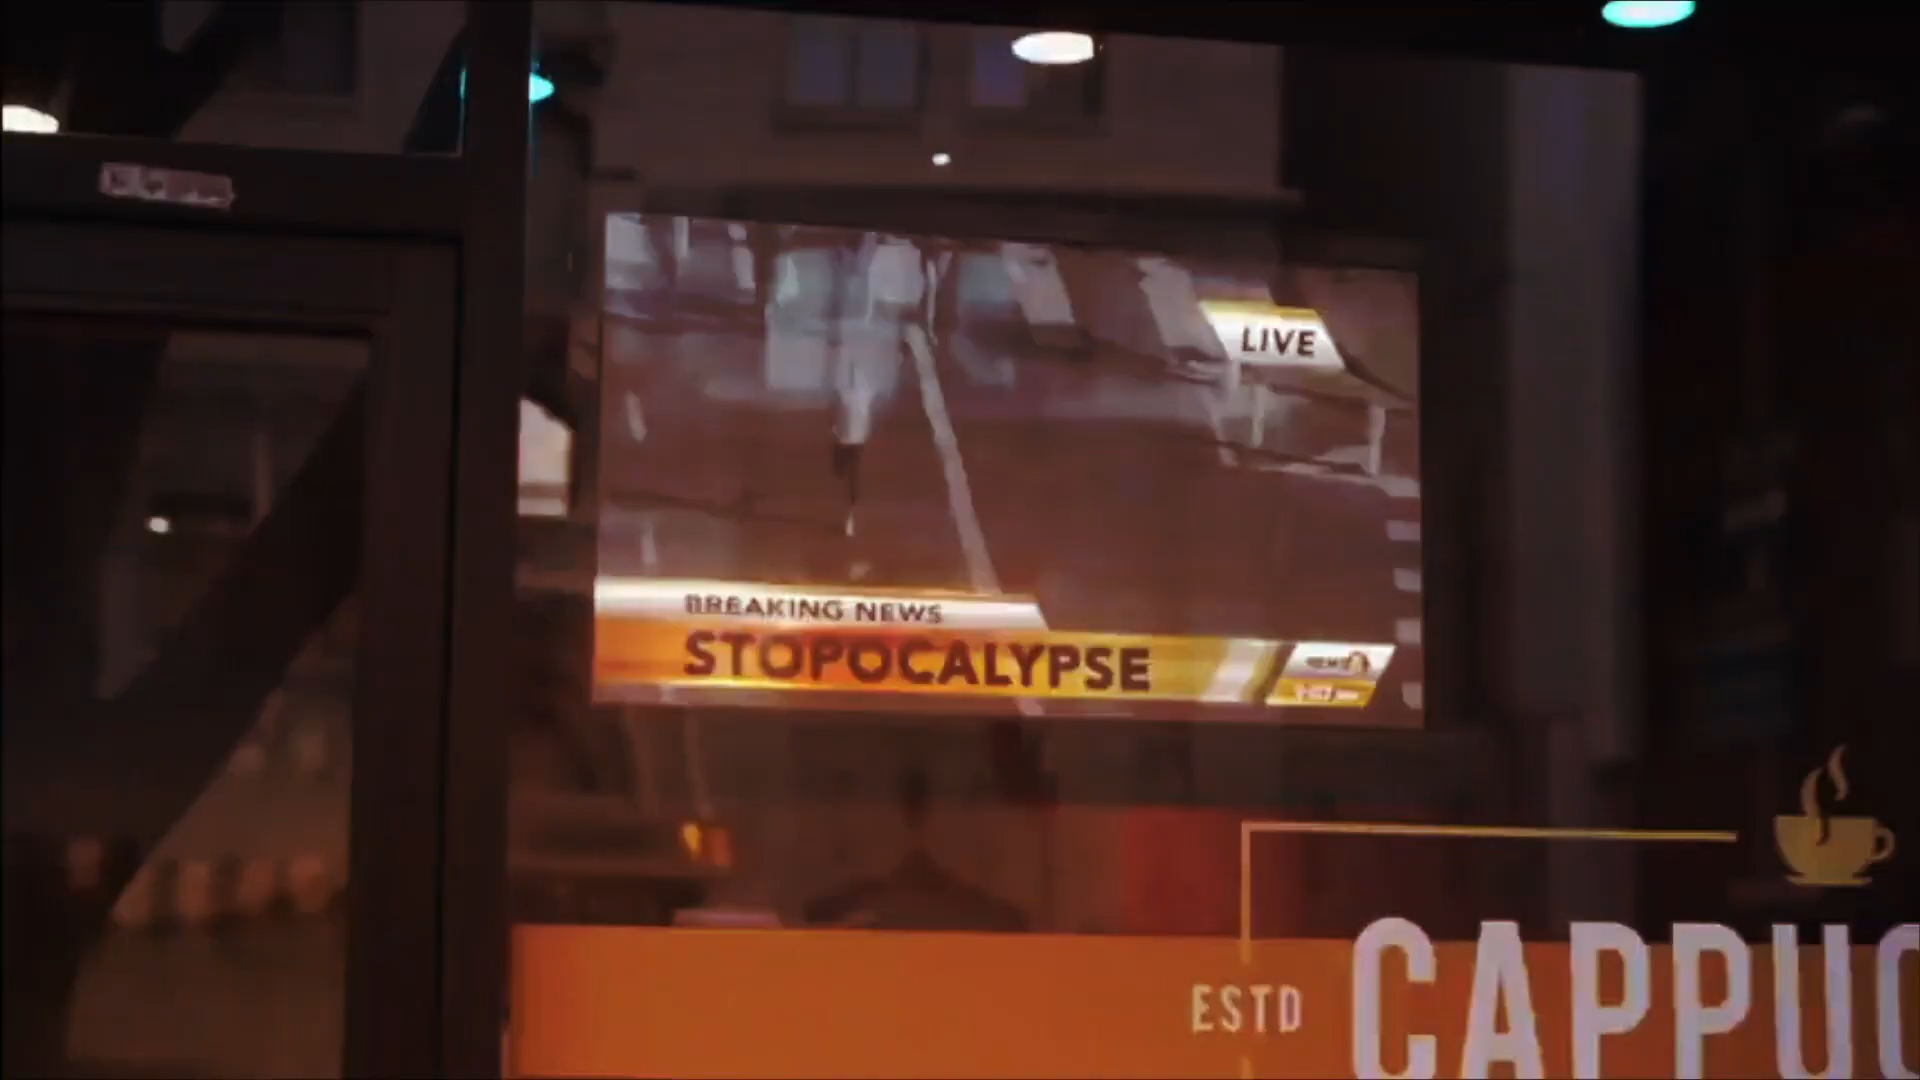 LIVE
BREAKING NEWS
STOPOCALYPSE
ESTD
CAPPUC